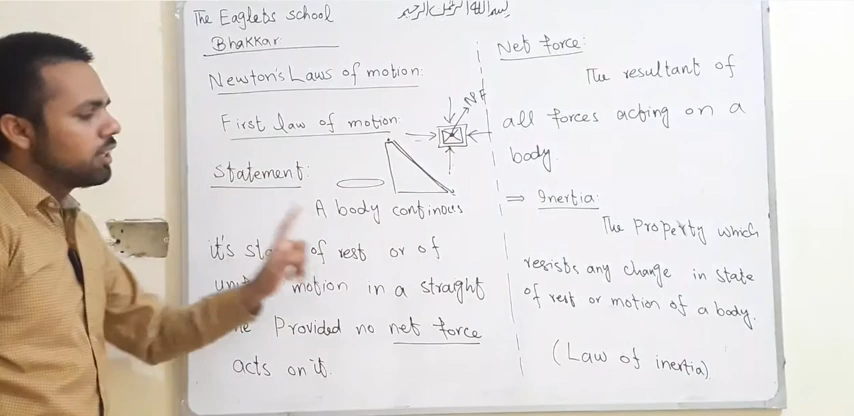 The Eaglets school
Bhakkar
بسم الله الرحمن الرحيم
Newton's Laws of motion:
First law of motion:
Statement:
A body continous
it's of rest or of
motion in a straight
Provided no net force
acts on it.
NF
Net force:
The resultant of
all forces acting on a
body.
⇒ Inertia:
The Property which
resists any change in state
of rest or motion of a body.
(Law of inertia)